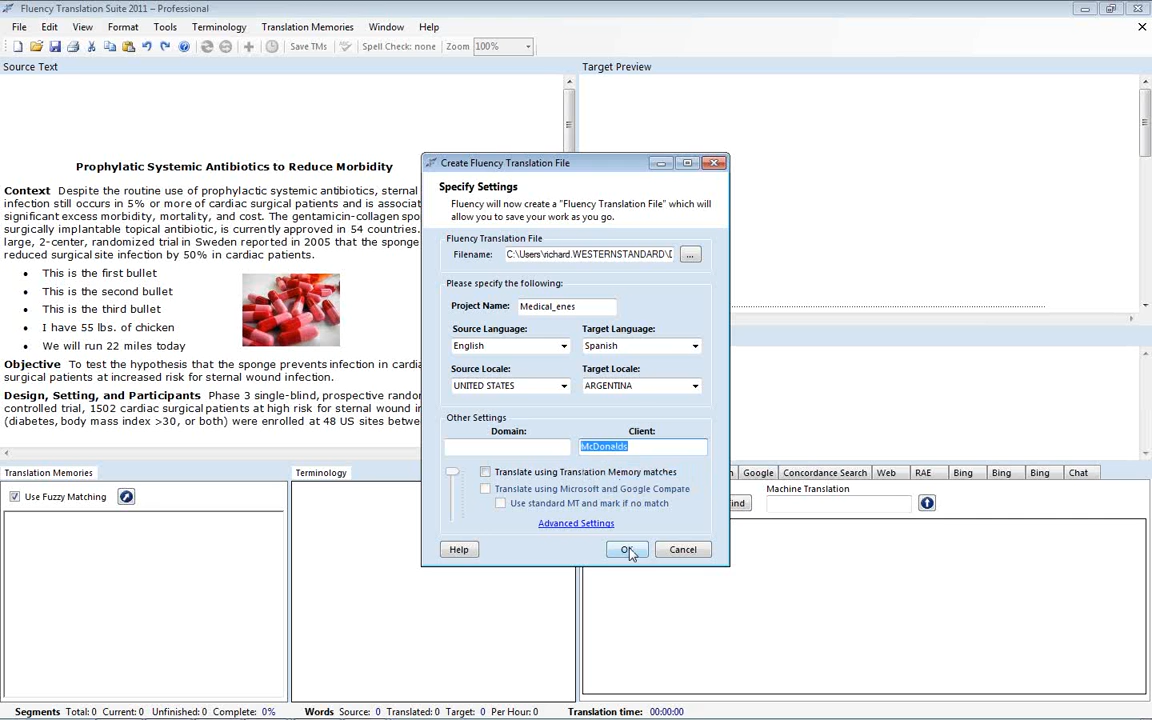 Fluency Translation Suite 2011 – Professional
File Edit View Format Tools Terminology Translation Memories Window Help
Save TMs Spell Check: none Zoom 100%
Source Text
Target Preview
Prophylatic Systemic Antibiotics to Reduce Morbidity
Context Despite the routine use of prophylactic systemic antibiotics, sternal
infection still occurs in 5% or more of cardiac surgical patients and is associat
significant excess morbidity, mortality, and cost. The gentamicin-collagen spo
surgically implantable topical antibiotic, is currently approved in 54 countries.
large, 2-center, randomized trial in Sweden reported in 2005 that the sponge
reduced surgical site infection by 50% in cardiac patients.
• This is the first bullet
• This is the second bullet
• This is the third bullet
• I have 55 lbs. of chicken
• We will run 22 miles today
Objective To test the hypothesis that the sponge prevents infection in cardia
surgical patients at increased risk for sternal wound infection.
Design, Setting, and Participants Phase 3 single-blind, prospective random
controlled trial, 1502 cardiac surgical patients at high risk for sternal wound in
(diabetes, body mass index >30, or both) were enrolled at 48 US sites betwe
Create Fluency Translation File
Specify Settings
Fluency will now create a "Fluency Translation File" which will
allow you to save your work as you go.
Fluency Translation File
Filename: C:\Users\richard.WESTERNSTANDARD\D ...
Please specify the following:
Project Name: Medical_enes
Source Language: Target Language:
English Spanish
Source Locale: Target Locale:
UNITED STATES ARGENTINA
Other Settings
Domain: Client:
McDonalds
Translate using Translation Memory matches
Translate using Microsoft and Google Compare
Use standard MT and mark if no match
Advanced Settings
Help OK Cancel
Translation Memories
Use Fuzzy Matching
Terminology
Google Concordance Search Web RAE Bing Bing Bing Chat
Machine Translation
ind
Segments Total: 0 Current: 0 Unfinished: 0 Complete: 0% Words Source: 0 Translated: 0 Target: 0 Per Hour: 0 Translation time: 00:00:00